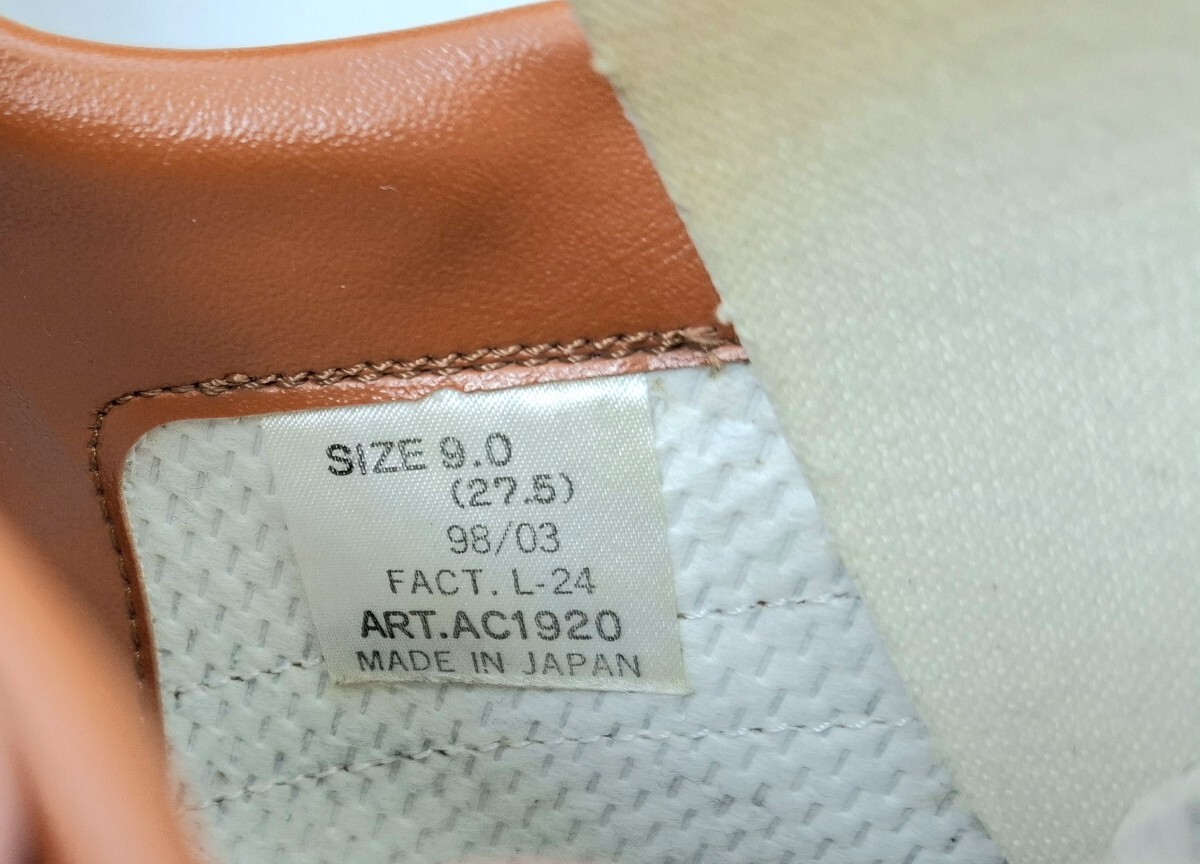 SIZE 9.0
(27.5)
98/03
FACT. L-24
ART.AC1920
MADE IN JAPAN